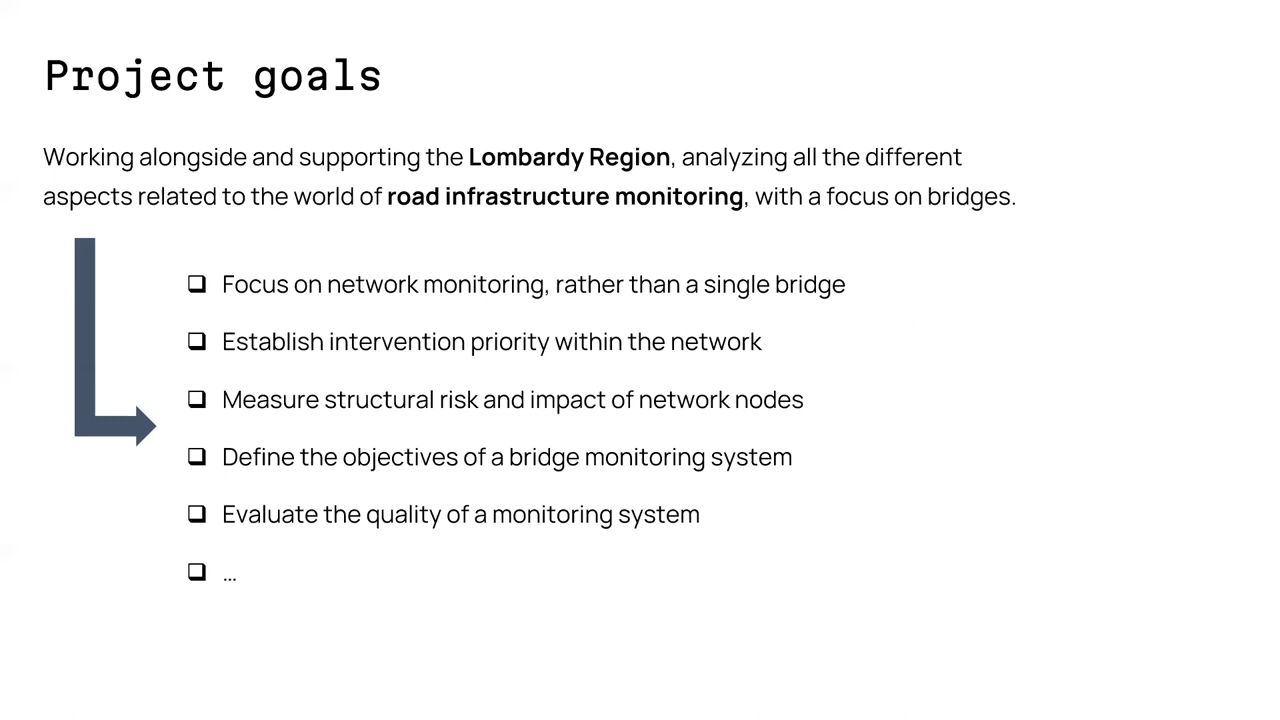 Project goals
Working alongside and supporting the Lombardy Region, analyzing all the different
aspects related to the world of road infrastructure monitoring, with a focus on bridges.
❑ Focus on network monitoring, rather than a single bridge
❑ Establish intervention priority within the network
❑ Measure structural risk and impact of network nodes
❑ Define the objectives of a bridge monitoring system
❑ Evaluate the quality of a monitoring system
❑ ...